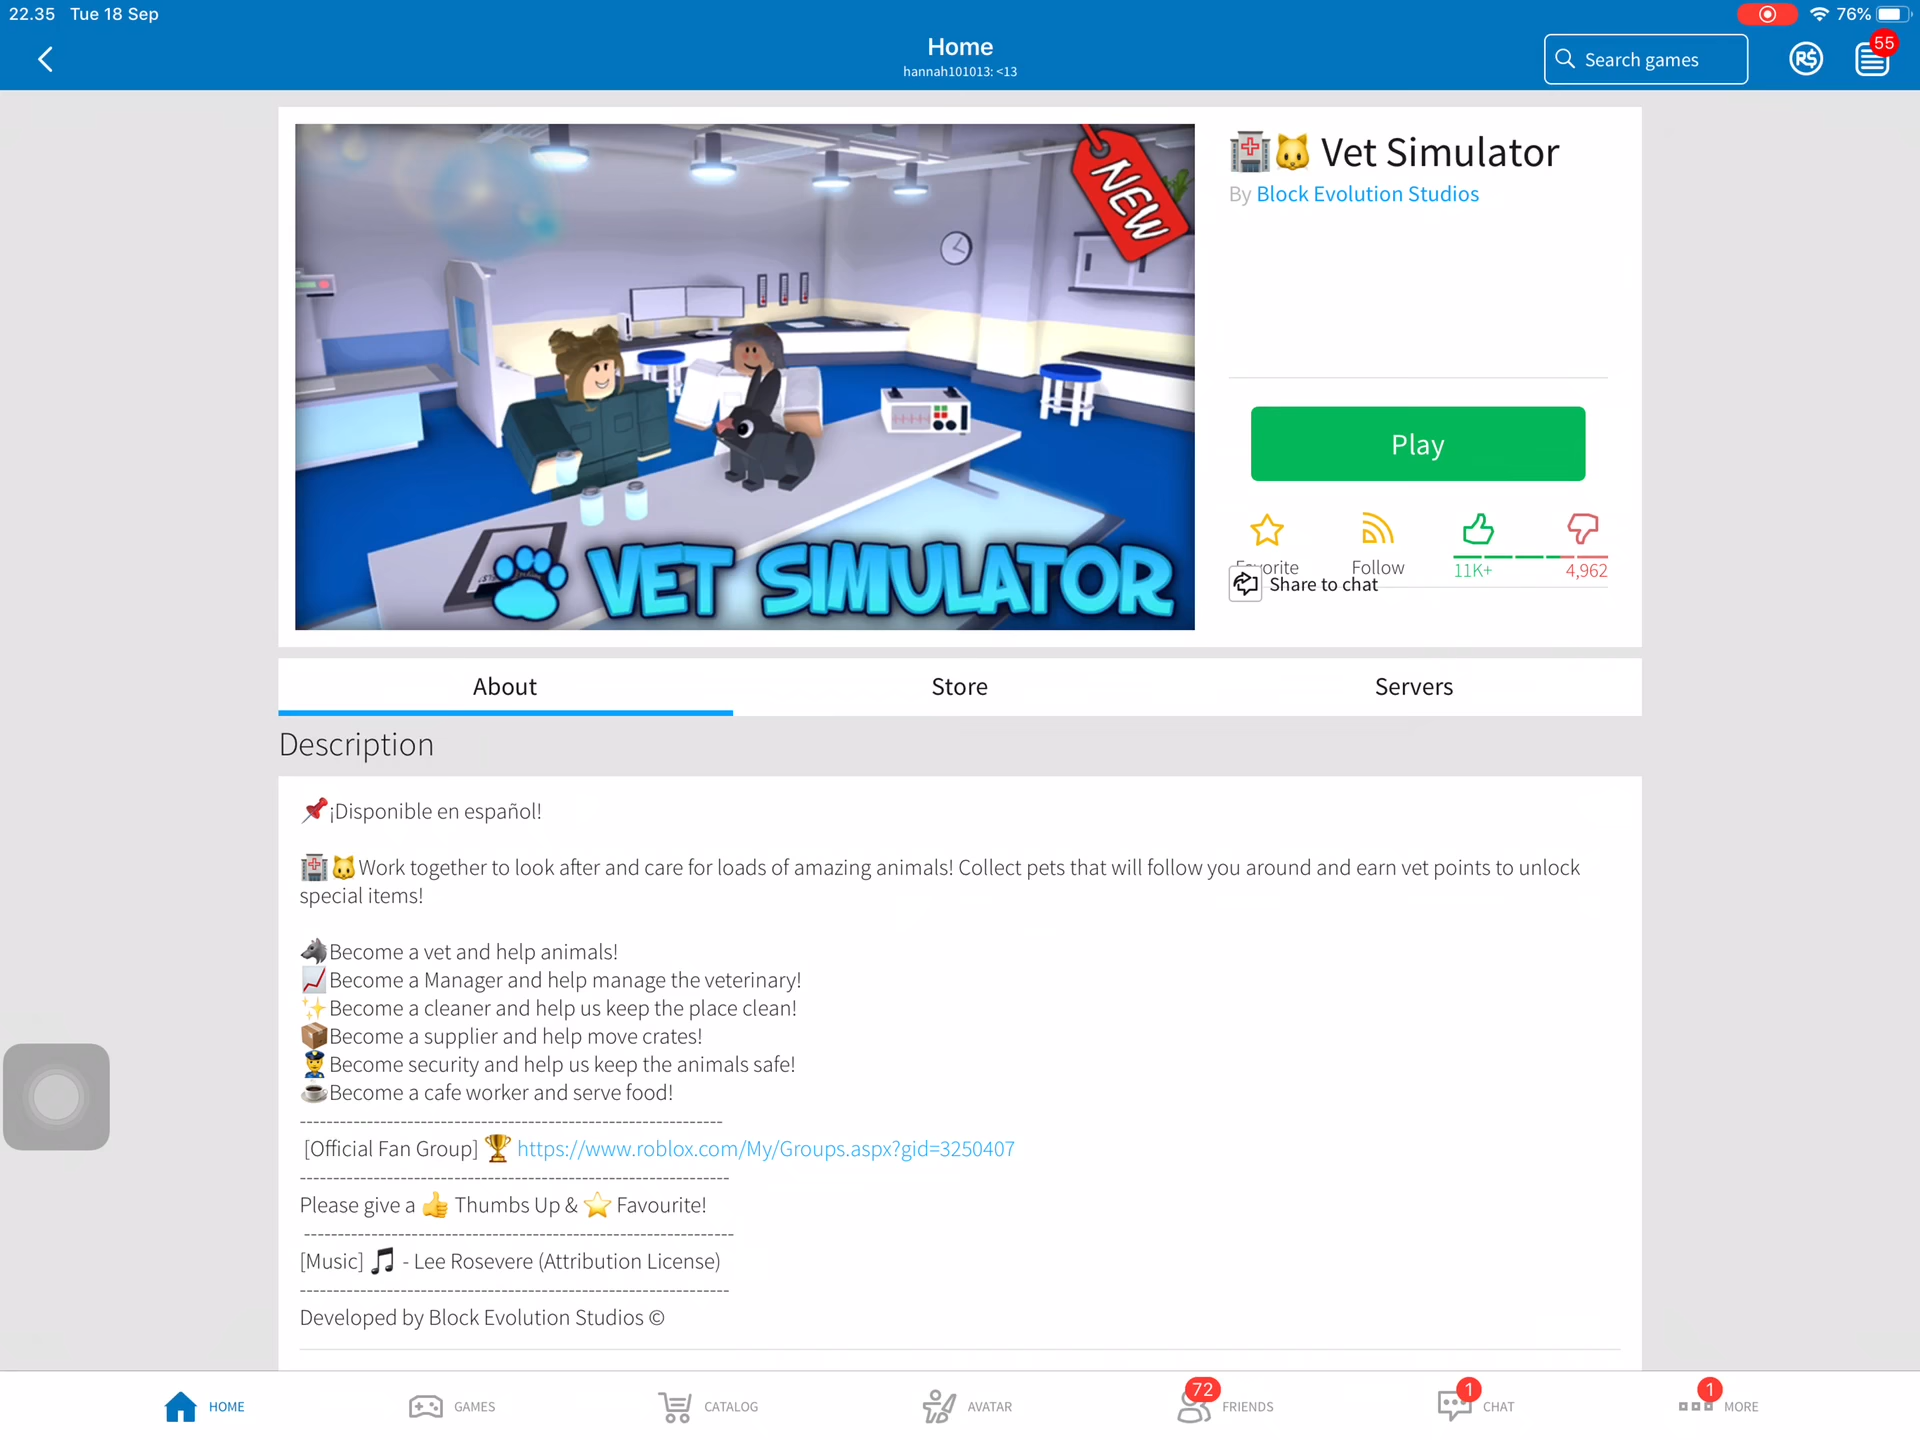 22.35 Tue 18 Sep
76%
Home
hannah101013: <13
Search games
R$
55
NEW
VET SIMULATOR
Vet Simulator
By Block Evolution Studios
Play
Favorite
Follow
11K+
4,962
Share to chat
About
Store
Servers
Description
¡Disponible en español!
Work together to look after and care for loads of amazing animals! Collect pets that will follow you around and earn vet points to unlock
special items!
Become a vet and help animals!
Become a Manager and help manage the veterinary!
Become a cleaner and help us keep the place clean!
Become a supplier and help move crates!
Become security and help us keep the animals safe!
Become a cafe worker and serve food!
---------------------------------------------------------------
[Official Fan Group] 🏆 https://www.roblox.com/My/Groups.aspx?gid=3250407
----------------------------------------------------------------
Please give a 👍 Thumbs Up & ⭐ Favourite!
----------------------------------------------------------------
[Music] 🎵 - Lee Rosevere (Attribution License)
----------------------------------------------------------------
Developed by Block Evolution Studios ©
HOME
GAMES
CATALOG
AVATAR
72
FRIENDS
1
CHAT
1
MORE